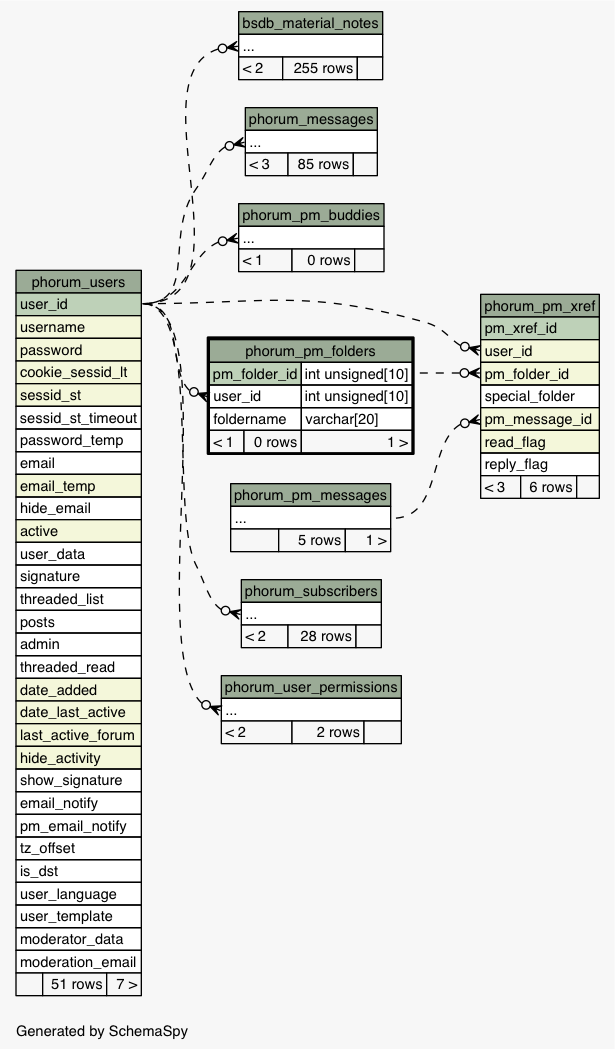 bsdb_material_notes
...
< 2 255 rows
phorum_messages
...
< 3 85 rows
phorum_pm_buddies
...
< 1 0 rows
phorum_users
user_id
username
password
cookie_sessid_lt
sessid_st
sessid_st_timeout
password_temp
email
email_temp
hide_email
active
user_data
signature
threaded_list
posts
admin
threaded_read
date_added
date_last_active
last_active_forum
hide_activity
show_signature
email_notify
pm_email_notify
tz_offset
is_dst
user_language
user_template
moderator_data
moderation_email
51 rows 7 >
phorum_pm_folders
pm_folder_id int unsigned[10]
user_id int unsigned[10]
foldername varchar[20]
< 1 0 rows 1 >
phorum_pm_xref
pm_xref_id
user_id
pm_folder_id
special_folder
pm_message_id
read_flag
reply_flag
< 3 6 rows
phorum_pm_messages
...
5 rows 1 >
phorum_subscribers
...
< 2 28 rows
phorum_user_permissions
...
< 2 2 rows
Generated by SchemaSpy